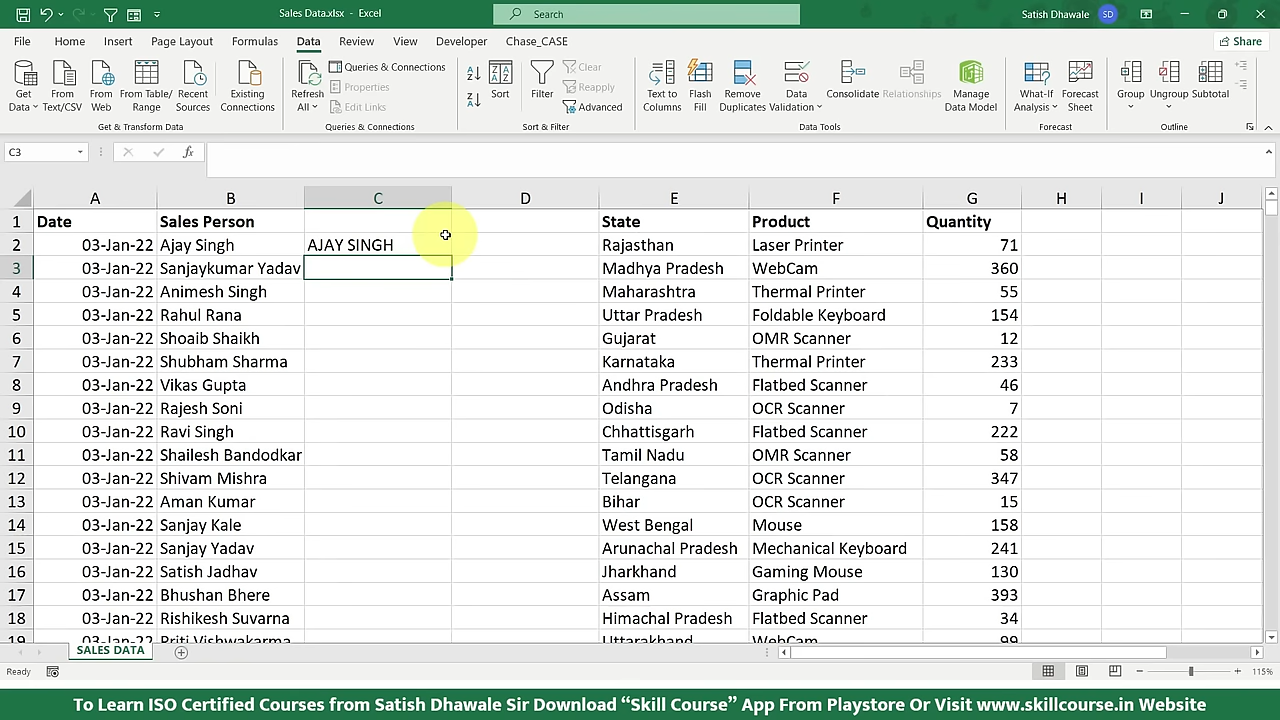 Sales Data.xlsx - Excel
Search
Satish Dhawale
SD
File Home Insert Page Layout Formulas Data Review View Developer Chase_CASE
Share
Get Data
From Text/CSV
From Web
From Table/ Range
Recent Sources
Existing Connections
Get & Transform Data
Refresh All
Queries & Connections
Properties
Edit Links
Queries & Connections
Sort
Filter
Clear
Reapply
Advanced
Sort & Filter
Text to Columns
Flash Fill
Remove Duplicates
Data Validation
Consolidate
Relationships
Manage Data Model
Data Tools
What-If Analysis
Forecast Sheet
Forecast
Group
Ungroup
Subtotal
Outline
C3
fx
A B C D E F G H I J
1 Date Sales Person State Product Quantity
2 03-Jan-22 Ajay Singh AJAY SINGH Rajasthan Laser Printer 71
3 03-Jan-22 Sanjaykumar Yadav Madhya Pradesh WebCam 360
4 03-Jan-22 Animesh Singh Maharashtra Thermal Printer 55
5 03-Jan-22 Rahul Rana Uttar Pradesh Foldable Keyboard 154
6 03-Jan-22 Shoaib Shaikh Gujarat OMR Scanner 12
7 03-Jan-22 Shubham Sharma Karnataka Thermal Printer 233
8 03-Jan-22 Vikas Gupta Andhra Pradesh Flatbed Scanner 46
9 03-Jan-22 Rajesh Soni Odisha OCR Scanner 7
10 03-Jan-22 Ravi Singh Chhattisgarh Flatbed Scanner 222
11 03-Jan-22 Shailesh Bandodkar Tamil Nadu OMR Scanner 58
12 03-Jan-22 Shivam Mishra Telangana OCR Scanner 347
13 03-Jan-22 Aman Kumar Bihar OCR Scanner 15
14 03-Jan-22 Sanjay Kale West Bengal Mouse 158
15 03-Jan-22 Sanjay Yadav Arunachal Pradesh Mechanical Keyboard 241
16 03-Jan-22 Satish Jadhav Jharkhand Gaming Mouse 130
17 03-Jan-22 Bhushan Bhere Assam Graphic Pad 393
18 03-Jan-22 Rishikesh Suvarna Himachal Pradesh Flatbed Scanner 34
19 03-Jan-22 Priti Vishwakarma Uttarakhand WebCam 99
SALES DATA
Ready
115%
To Learn ISO Certified Courses from Satish Dhawale Sir Download “Skill Course” App From Playstore Or Visit www.skillcourse.in Website